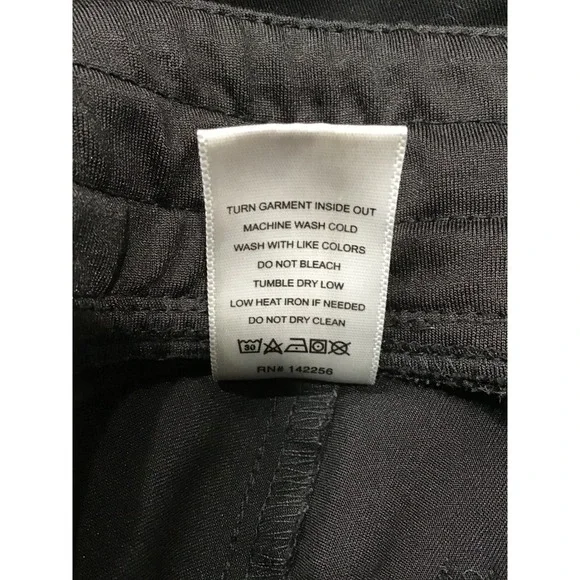 TURN GARMENT INSIDE OUT
MACHINE WASH COLD
WASH WITH LIKE COLORS
DO NOT BLEACH
TUMBLE DRY LOW
LOW HEAT IRON IF NEEDED
DO NOT DRY CLEAN
30
RN# 142256